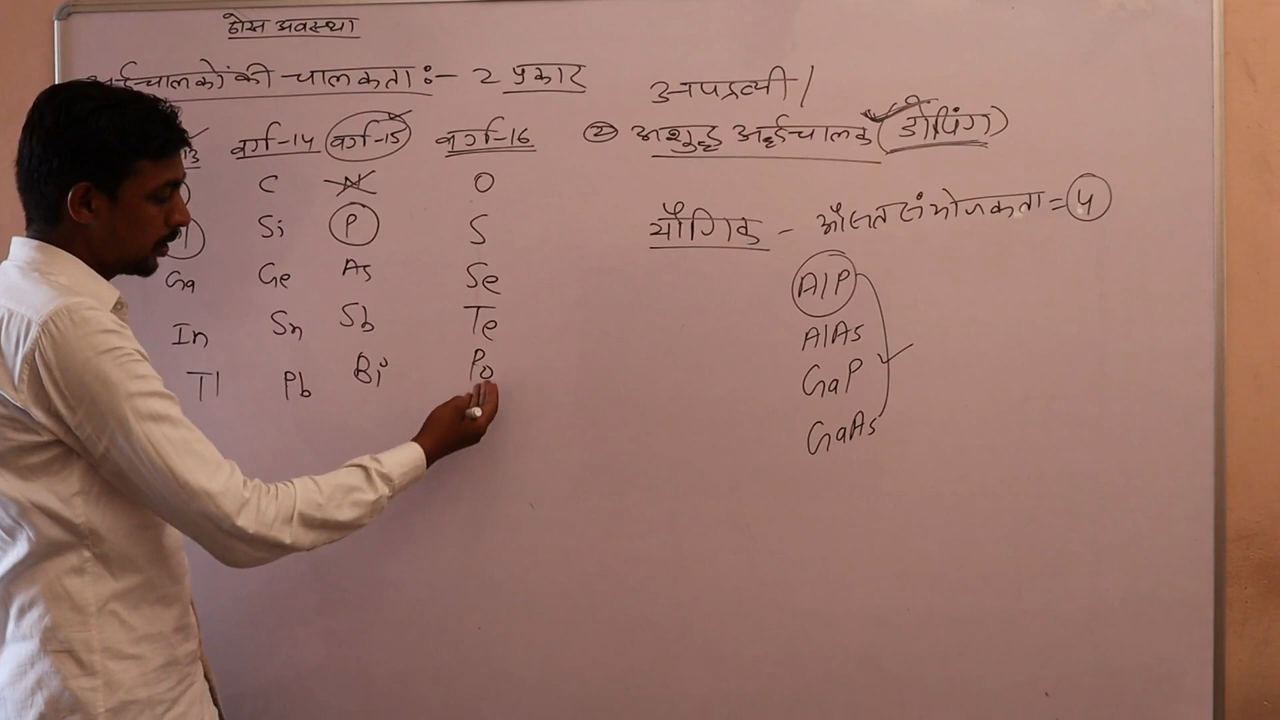 ठोस अवस्था
अर्द्धचालकों की चालकता :- 2 प्रकार
अपद्रव्यी /
② अशुद्ध अर्द्धचालक (डोपिंग)
13 वर्ग-14 वर्ग-15 वर्ग-16
C N O
Si P S
Ga Ge As Se
In Sn Sb Te
Tl Pb Bi Po
यौगिक - औसत संयोजकता = 4
AlP
AlAs
GaP
GaAs